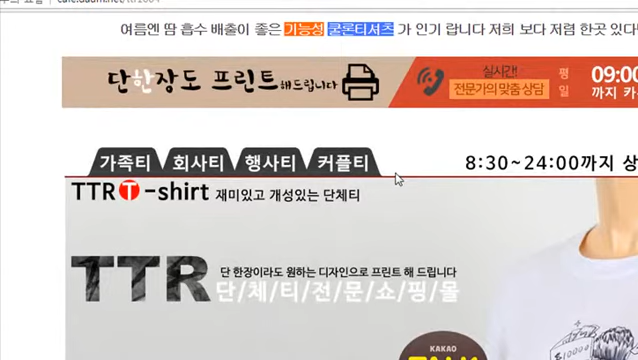 cafe.daum.net/ttr2004
여름엔 땀 흡수 배출이 좋은 기능성 쿨론티셔츠 가 인기 랍니다 저희 보다 저렴 한곳 있다
단한장도 프린트해드립니다
실시간! 전문가의 맞춤 상담
평일 09:00
까지 카
가족티 회사티 행사티 커플티
8:30~24:00까지 상
TTR T-shirt 재미있고 개성있는 단체티
TTR
단 한장이라도 원하는 디자인으로 프린트 해 드립니다
단/체/티/전/문/쇼/핑/몰
KAKAO